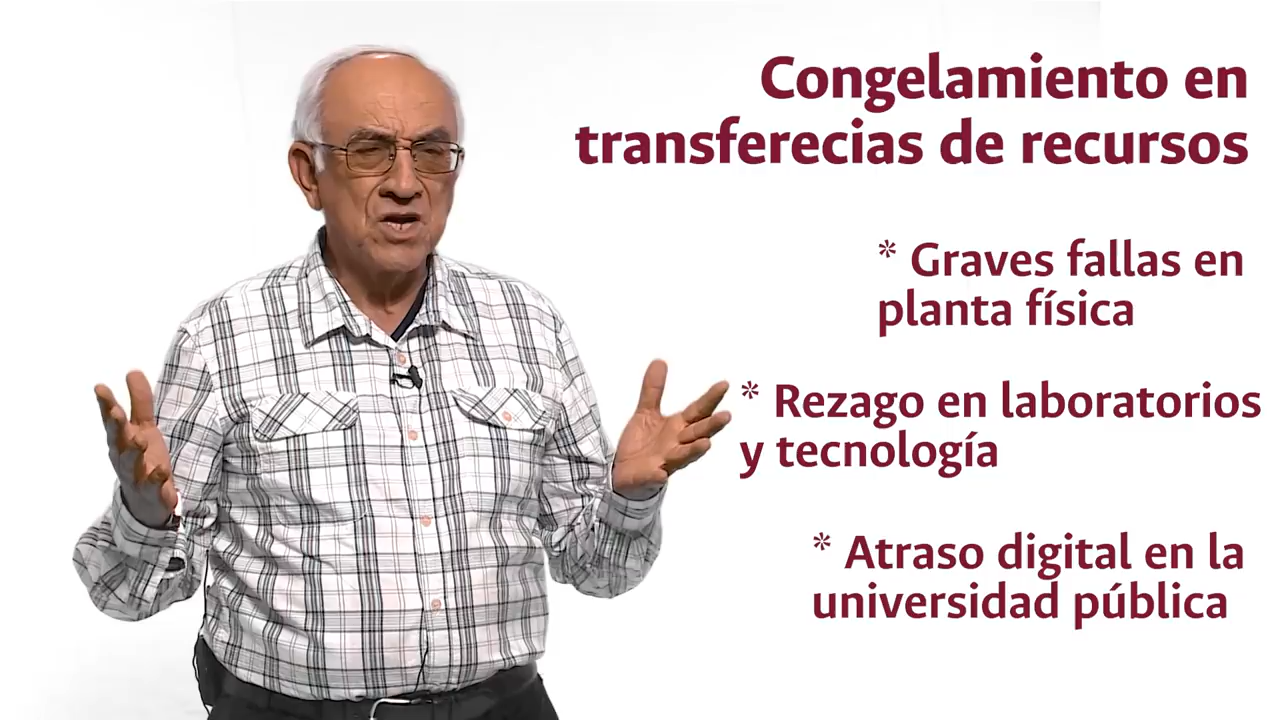 Congelamiento en
transferecias de recursos
* Graves fallas en
planta física
* Rezago en laboratorios
y tecnología
* Atraso digital en la
universidad pública